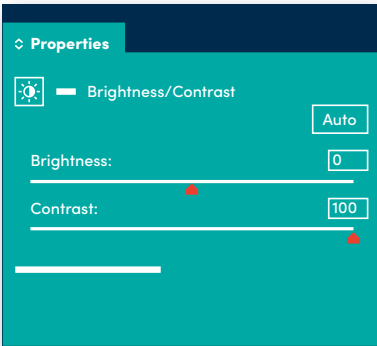 Properties
Brightness/Contrast
Auto
Brightness: 0
Contrast: 100